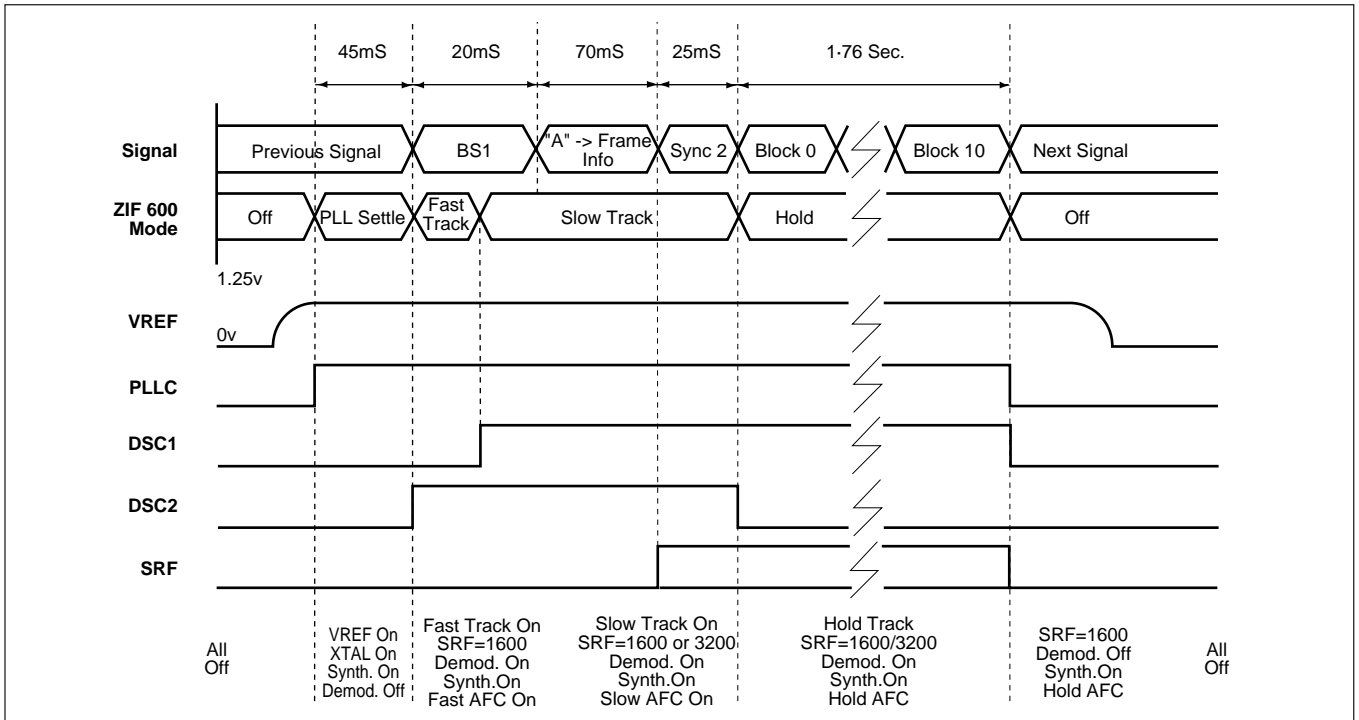 45mS 20mS 70mS 25mS 1·76 Sec.
Signal Previous Signal BS1 "A" -> Frame Info Sync 2 Block 0 Block 10 Next Signal
ZIF 600 Mode Off PLL Settle Fast Track Slow Track Hold Off
1.25v
VREF
0v
PLLC
DSC1
DSC2
SRF
All
Off
VREF On
XTAL On
Synth. On
Demod. Off
Fast Track On
SRF=1600
Demod. On
Synth.On
Fast AFC On
Slow Track On
SRF=1600 or 3200
Demod. On
Synth.On
Slow AFC On
Hold Track
SRF=1600/3200
Demod. On
Synth.On
Hold AFC
SRF=1600
Demod. Off
Synth.On
Hold AFC
All
Off